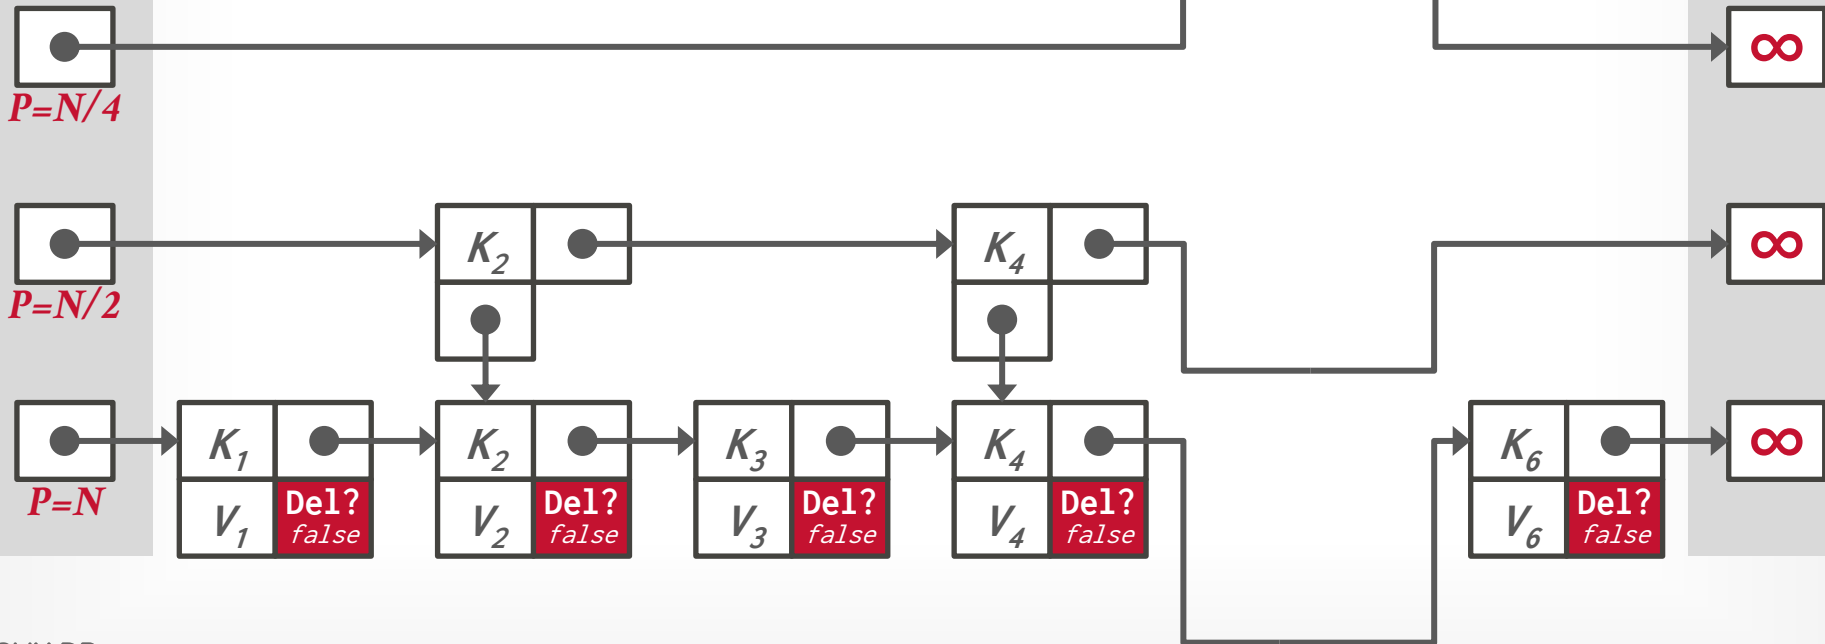 ∞
P=N/4
K2 K4 ∞
P=N/2
K1 K2 K3 K4 K6 ∞
P=N
V1 Del? false V2 Del? false V3 Del? false V4 Del? false V6 Del? false